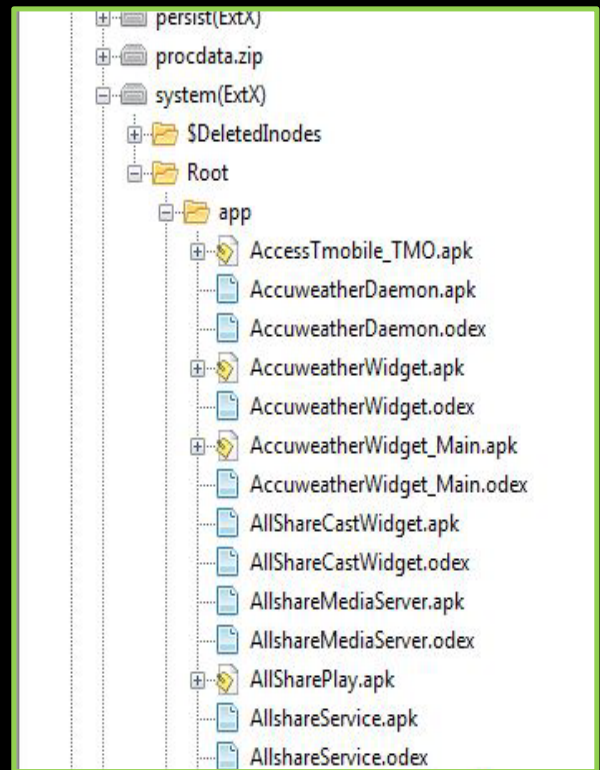 persist(ExtX)
procdata.zip
system(ExtX)
$DeletedInodes
Root
app
AccessTmobile_TMO.apk
AccuweatherDaemon.apk
AccuweatherDaemon.odex
AccuweatherWidget.apk
AccuweatherWidget.odex
AccuweatherWidget_Main.apk
AccuweatherWidget_Main.odex
AllShareCastWidget.apk
AllShareCastWidget.odex
AllshareMediaServer.apk
AllshareMediaServer.odex
AllSharePlay.apk
AllshareService.apk
AllshareService.odex